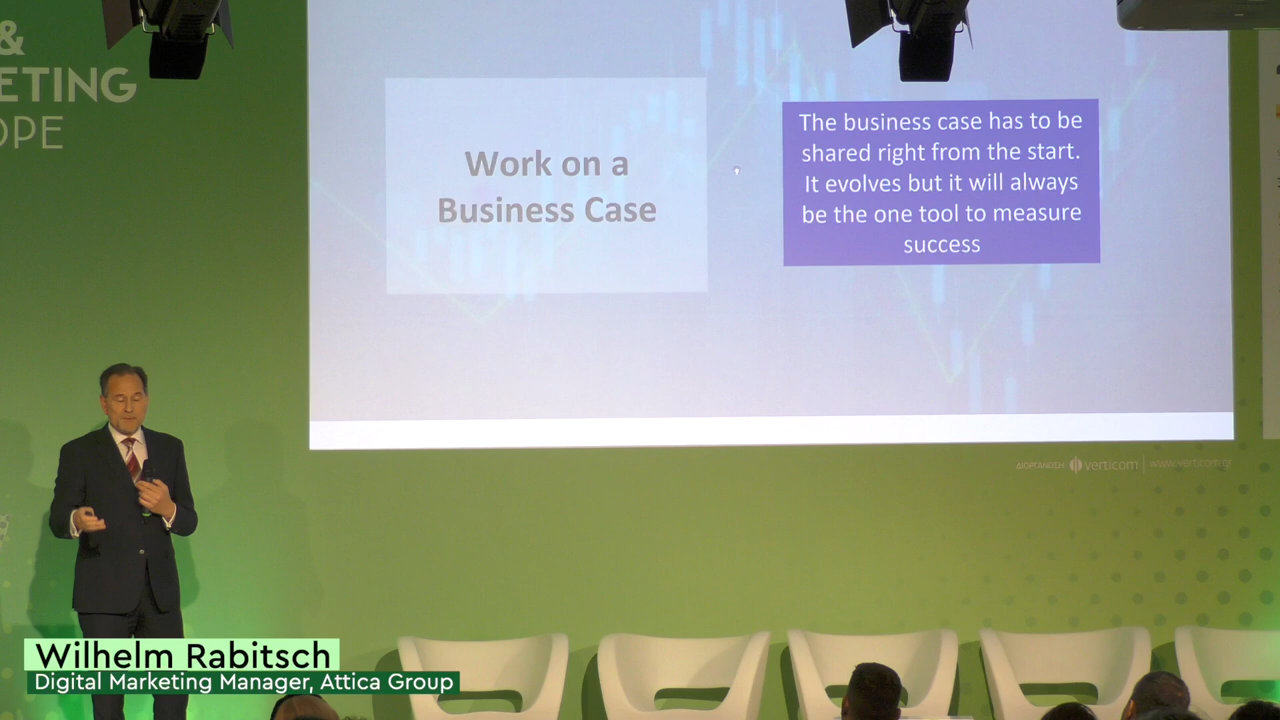 &
ETING
OPE
Work on a
Business Case
The business case has to be
shared right from the start.
It evolves but it will always
be the one tool to measure
success
ΔΙΟΡΓΑΝΩΣΗ verticom | www.verticom.gr
Wilhelm Rabitsch
Digital Marketing Manager, Attica Group